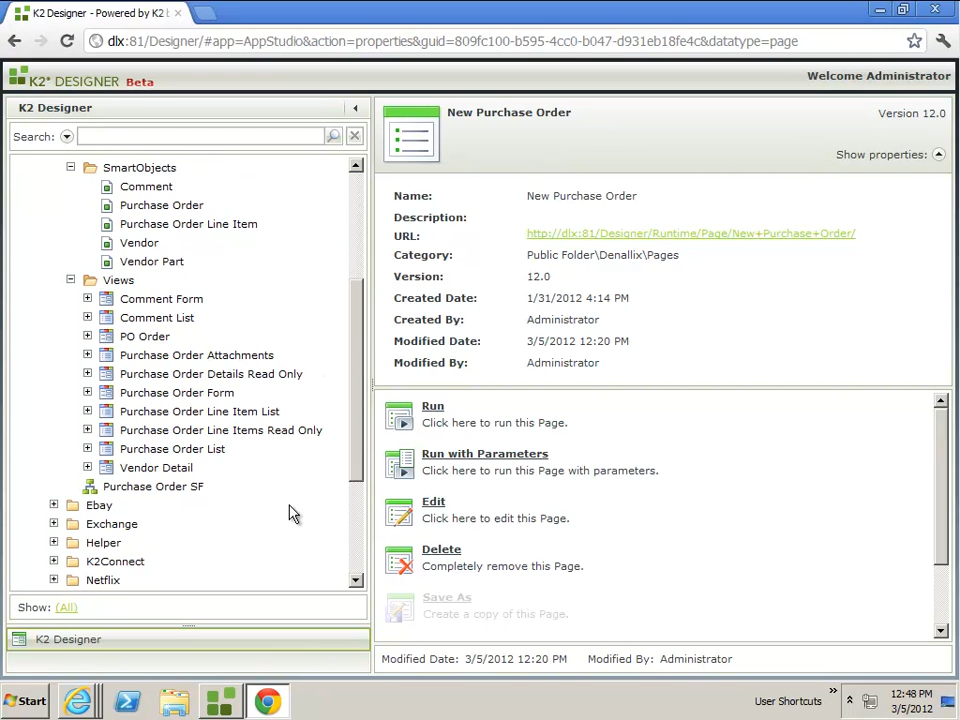 K2 Designer - Powered by K2 b
dlx:81/Designer/#app=AppStudio&action=properties&guid=809fc100-b595-4cc0-b047-d931eb18fe4c&datatype=page
K2* DESIGNER Beta
Welcome Administrator
K2 Designer
Search:
SmartObjects
Comment
Purchase Order
Purchase Order Line Item
Vendor
Vendor Part
Views
Comment Form
Comment List
PO Order
Purchase Order Attachments
Purchase Order Details Read Only
Purchase Order Form
Purchase Order Line Item List
Purchase Order Line Items Read Only
Purchase Order List
Vendor Detail
Purchase Order SF
Ebay
Exchange
Helper
K2Connect
Netflix
Show: (All)
K2 Designer
New Purchase Order
Version 12.0
Show properties:
Name: New Purchase Order
Description:
URL: http://dlx:81/Designer/Runtime/Page/New+Purchase+Order/
Category: Public Folder\Denallix\Pages
Version: 12.0
Created Date: 1/31/2012 4:14 PM
Created By: Administrator
Modified Date: 3/5/2012 12:20 PM
Modified By: Administrator
Run
Click here to run this Page.
Run with Parameters
Click here to run this Page with parameters.
Edit
Click here to edit this Page.
Delete
Completely remove this Page.
Save As
Create a copy of this Page.
Modified Date: 3/5/2012 12:20 PM Modified By: Administrator
Start
User Shortcuts
12:48 PM
3/5/2012